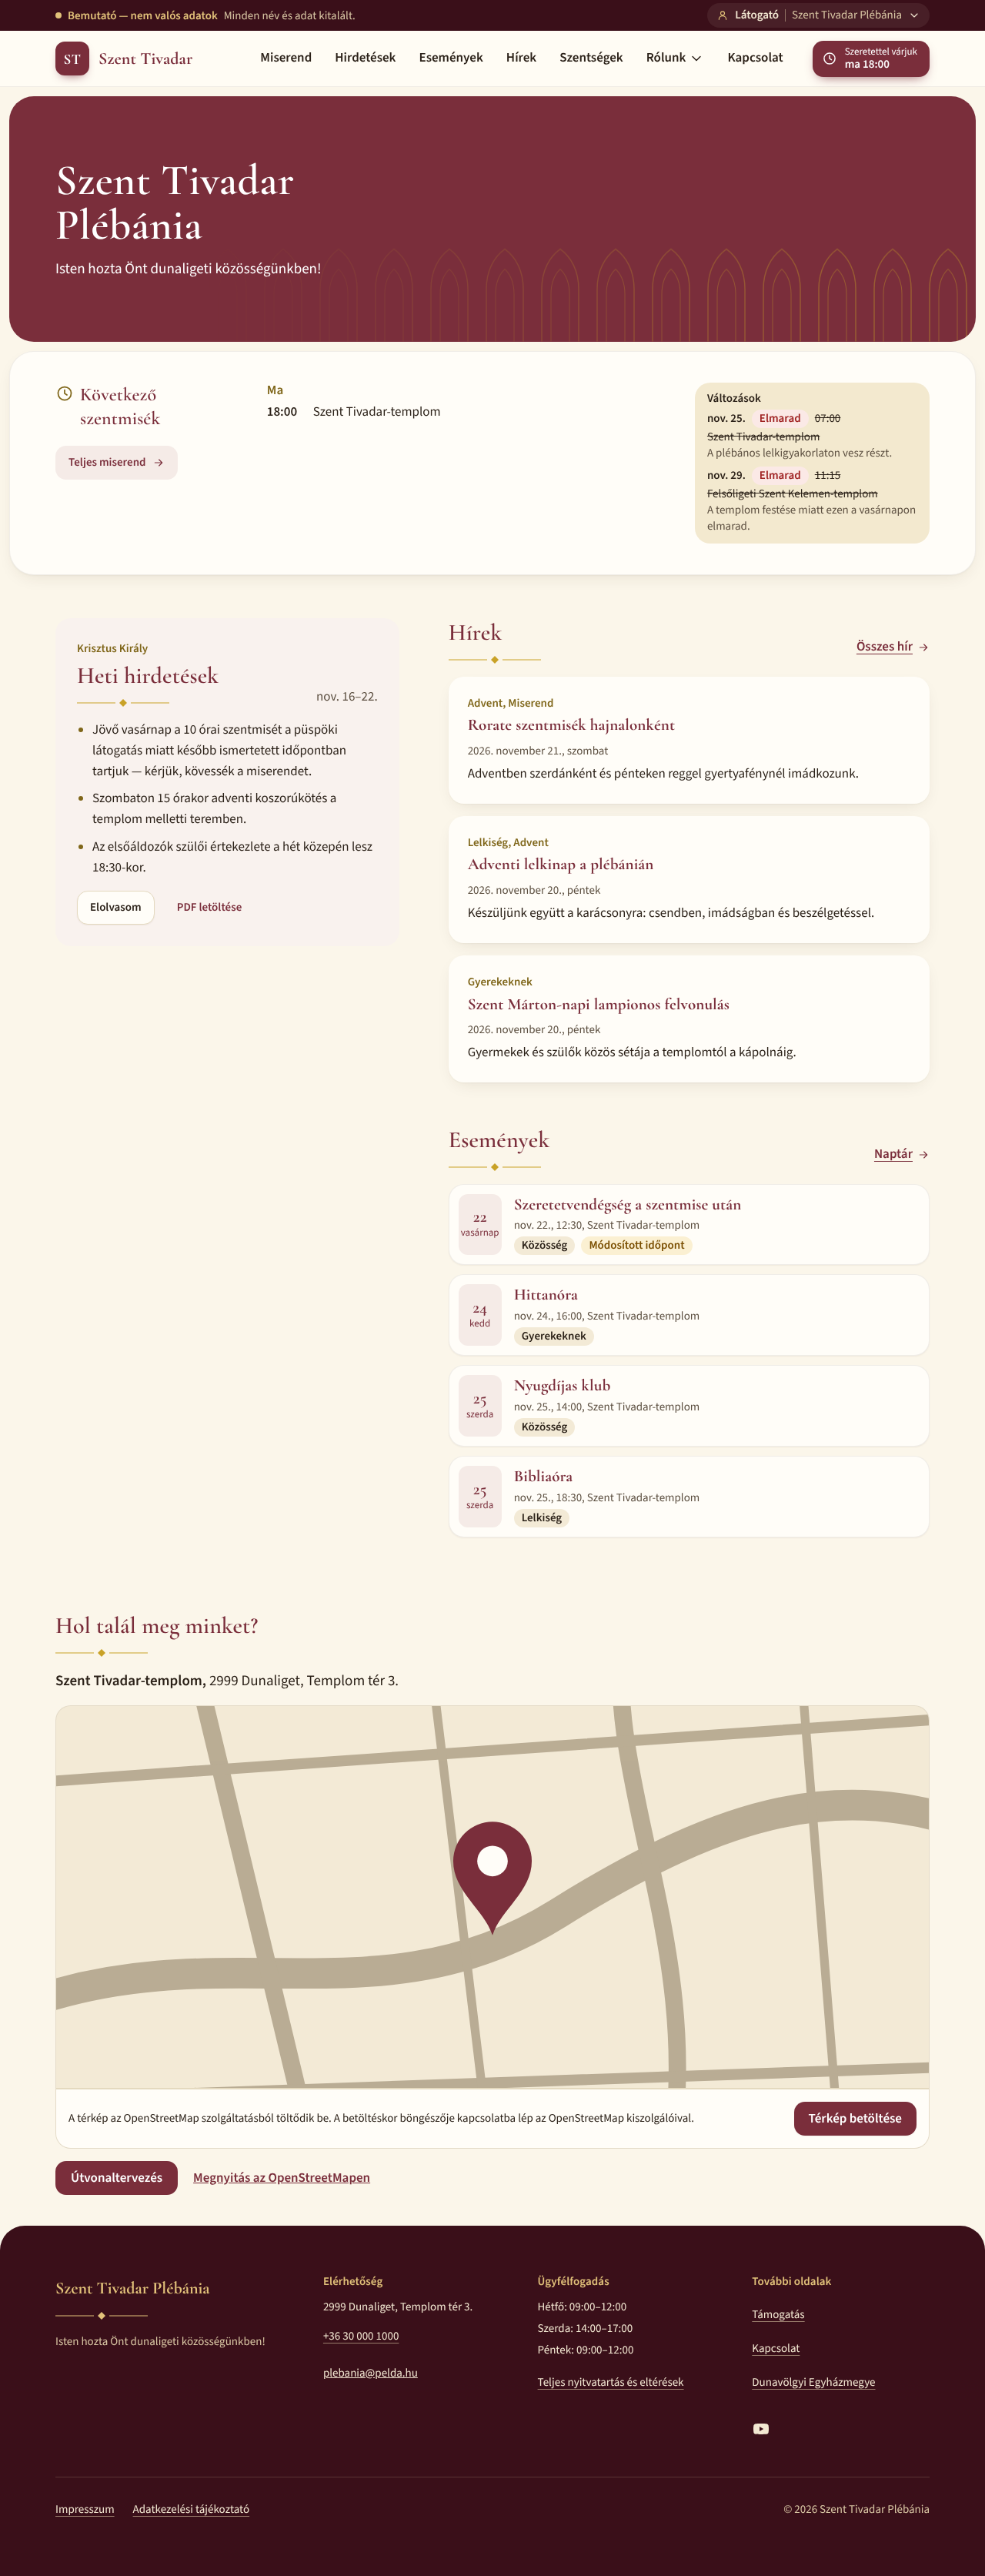 Bemutató — nem valós adatok Minden név és adat kitalált.
Látogató Szent Tivadar Plébánia
ST Szent Tivadar
Miserend Hirdetések Események Hírek Szentségek Rólunk Kapcsolat
Szeretettel várjuk
ma 18:00
Szent Tivadar
Plébánia
Isten hozta Önt dunaligeti közösségünkben!
Következő
szentmisék
Teljes miserend
Ma
18:00 Szent Tivadar-templom
Változások
nov. 25. Elmarad 07:00
Szent Tivadar-templom
A plébános lelkigyakorlaton vesz részt.
nov. 29. Elmarad 11:15
Felsőligeti Szent Kelemen-templom
A templom festése miatt ezen a vasárnapon
elmarad.
Krisztus Király
Heti hirdetések
nov. 16–22.
Jövő vasárnap a 10 órai szentmisét a püspöki
látogatás miatt később ismertetett időpontban
tartjuk — kérjük, kövessék a miserendet.
Szombaton 15 órakor adventi koszorúkötés a
templom melletti teremben.
Az elsőáldozók szülői értekezlete a hét közepén lesz
18:30-kor.
Elolvasom PDF letöltése
Hírek
Összes hír
Advent, Miserend
Rorate szentmisék hajnalonként
2026. november 21., szombat
Adventben szerdánként és pénteken reggel gyertyafénynél imádkozunk.
Lelkiség, Advent
Adventi lelkinap a plébánián
2026. november 20., péntek
Készüljünk együtt a karácsonyra: csendben, imádságban és beszélgetéssel.
Gyerekeknek
Szent Márton-napi lampionos felvonulás
2026. november 20., péntek
Gyermekek és szülők közös sétája a templomtól a kápolnáig.
Események
Naptár
22
vasárnap
Szeretetvendégség a szentmise után
nov. 22., 12:30, Szent Tivadar-templom
Közösség Módosított időpont
24
kedd
Hittanóra
nov. 24., 16:00, Szent Tivadar-templom
Gyerekeknek
25
szerda
Nyugdíjas klub
nov. 25., 14:00, Szent Tivadar-templom
Közösség
25
szerda
Bibliaóra
nov. 25., 18:30, Szent Tivadar-templom
Lelkiség
Hol talál meg minket?
Szent Tivadar-templom, 2999 Dunaliget, Templom tér 3.
A térkép az OpenStreetMap szolgáltatásból töltődik be. A betöltéskor böngészője kapcsolatba lép az OpenStreetMap kiszolgálóival.
Térkép betöltése
Útvonaltervezés Megnyitás az OpenStreetMapen
Szent Tivadar Plébánia
Isten hozta Önt dunaligeti közösségünkben!
Elérhetőség
2999 Dunaliget, Templom tér 3.
+36 30 000 1000
plebania@pelda.hu
Ügyfélfogadás
Hétfő: 09:00–12:00
Szerda: 14:00–17:00
Péntek: 09:00–12:00
Teljes nyitvatartás és eltérések
További oldalak
Támogatás
Kapcsolat
Dunavölgyi Egyházmegye
Impresszum Adatkezelési tájékoztató
© 2026 Szent Tivadar Plébánia